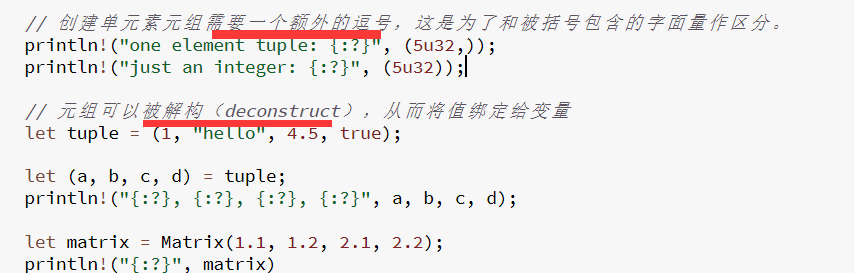 // 创建单元素元组需要一个额外的逗号，这是为了和被括号包含的字面量作区分。
println!("one element tuple: {:?}", (5u32,));
println!("just an integer: {:?}", (5u32));
// 元组可以被解构（deconstruct），从而将值绑定给变量
let tuple = (1, "hello", 4.5, true);
let (a, b, c, d) = tuple;
println!("{:?}, {:?}, {:?}, {:?}", a, b, c, d);
let matrix = Matrix(1.1, 1.2, 2.1, 2.2);
println!("{:?}", matrix)